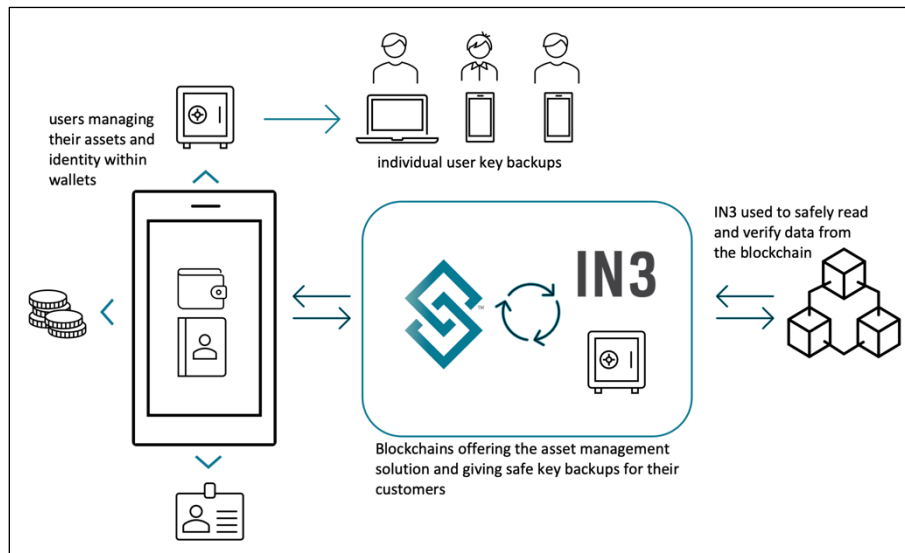 users managing
their assets and
identity within
wallets
individual user key backups
IN3 used to safely read
and verify data from
the blockchain
IN3
™
Blockchains offering the asset management
solution and giving safe key backups for their
customers